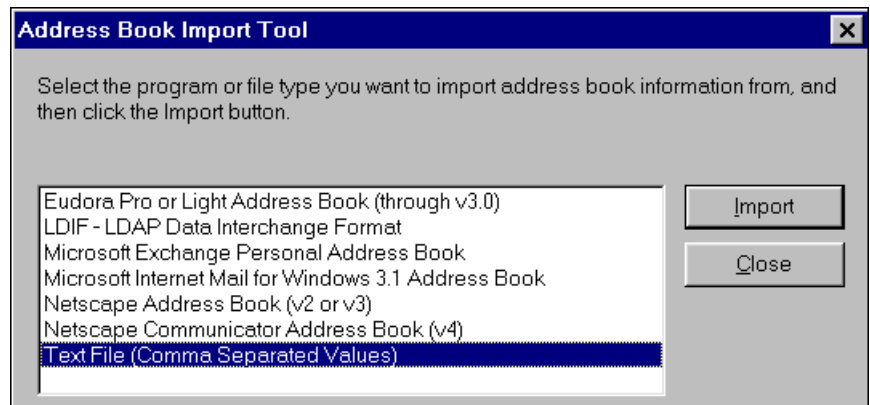 Address Book Import Tool
Select the program or file type you want to import address book information from, and
then click the Import button.
Eudora Pro or Light Address Book (through v3.0)
LDIF - LDAP Data Interchange Format
Microsoft Exchange Personal Address Book
Microsoft Internet Mail for Windows 3.1 Address Book
Netscape Address Book (v2 or v3)
Netscape Communicator Address Book (v4)
Text File (Comma Separated Values)
Import
Close